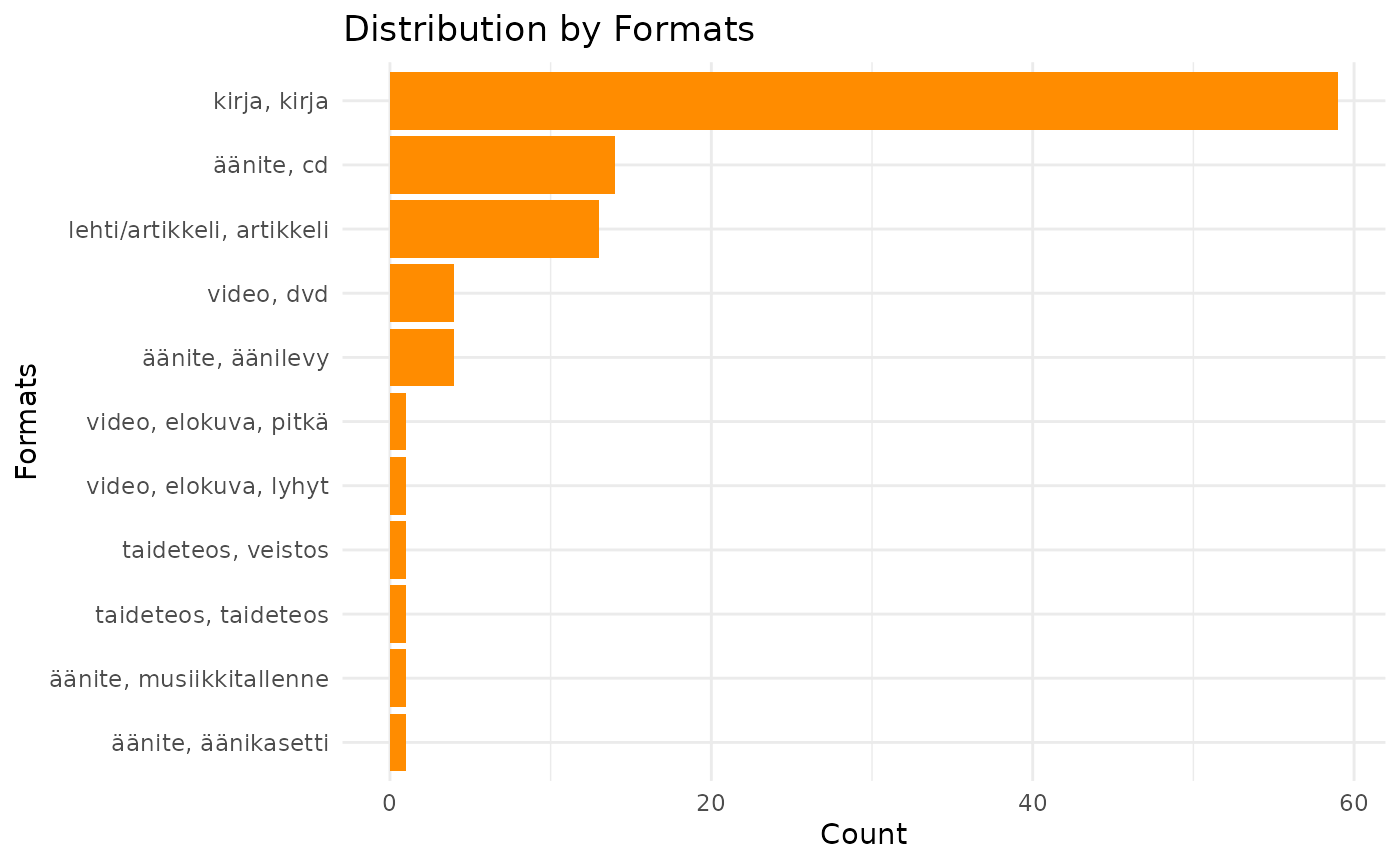 Distribution by Formats
Formats
kirja, kirja
äänite, cd
lehti/artikkeli, artikkeli
video, dvd
äänite, äänilevy
video, elokuva, pitkä
video, elokuva, lyhyt
taideteos, veistos
taideteos, taideteos
äänite, musiikkitallenne
äänite, äänikasetti
0 20 40 60
Count